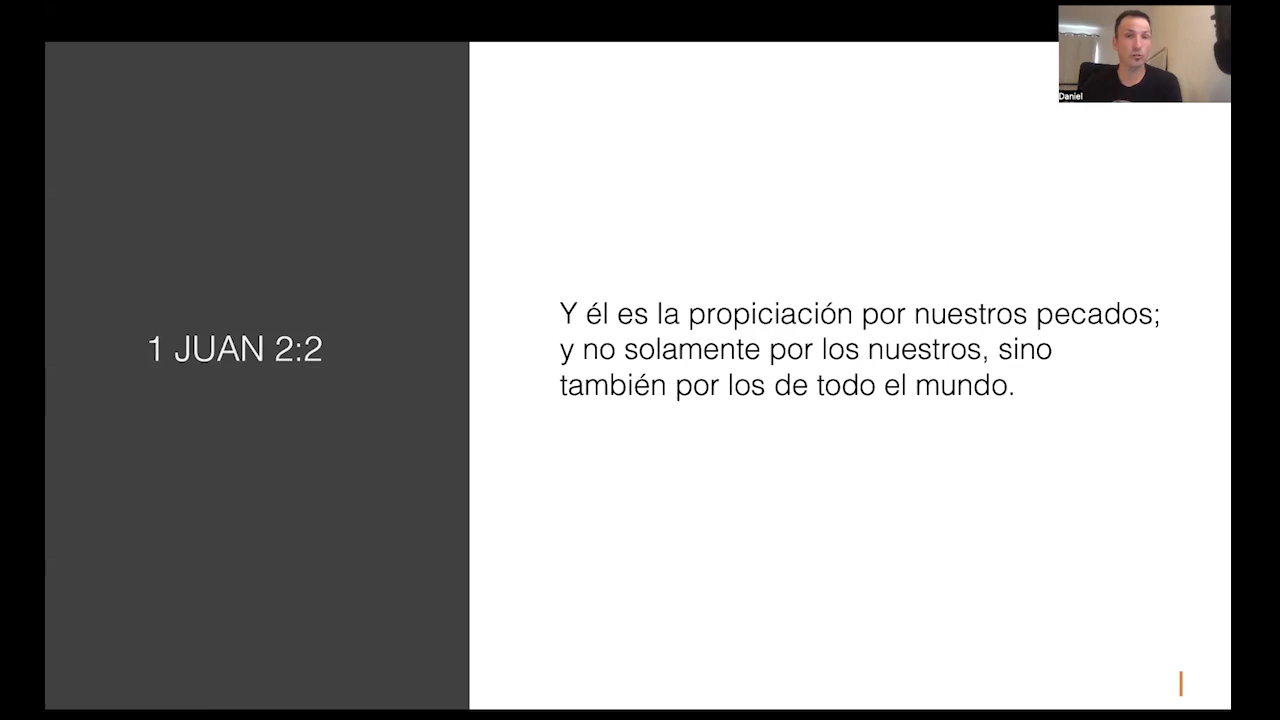 Daniel
1 JUAN 2:2
Y él es la propiciación por nuestros pecados;
y no solamente por los nuestros, sino
también por los de todo el mundo.